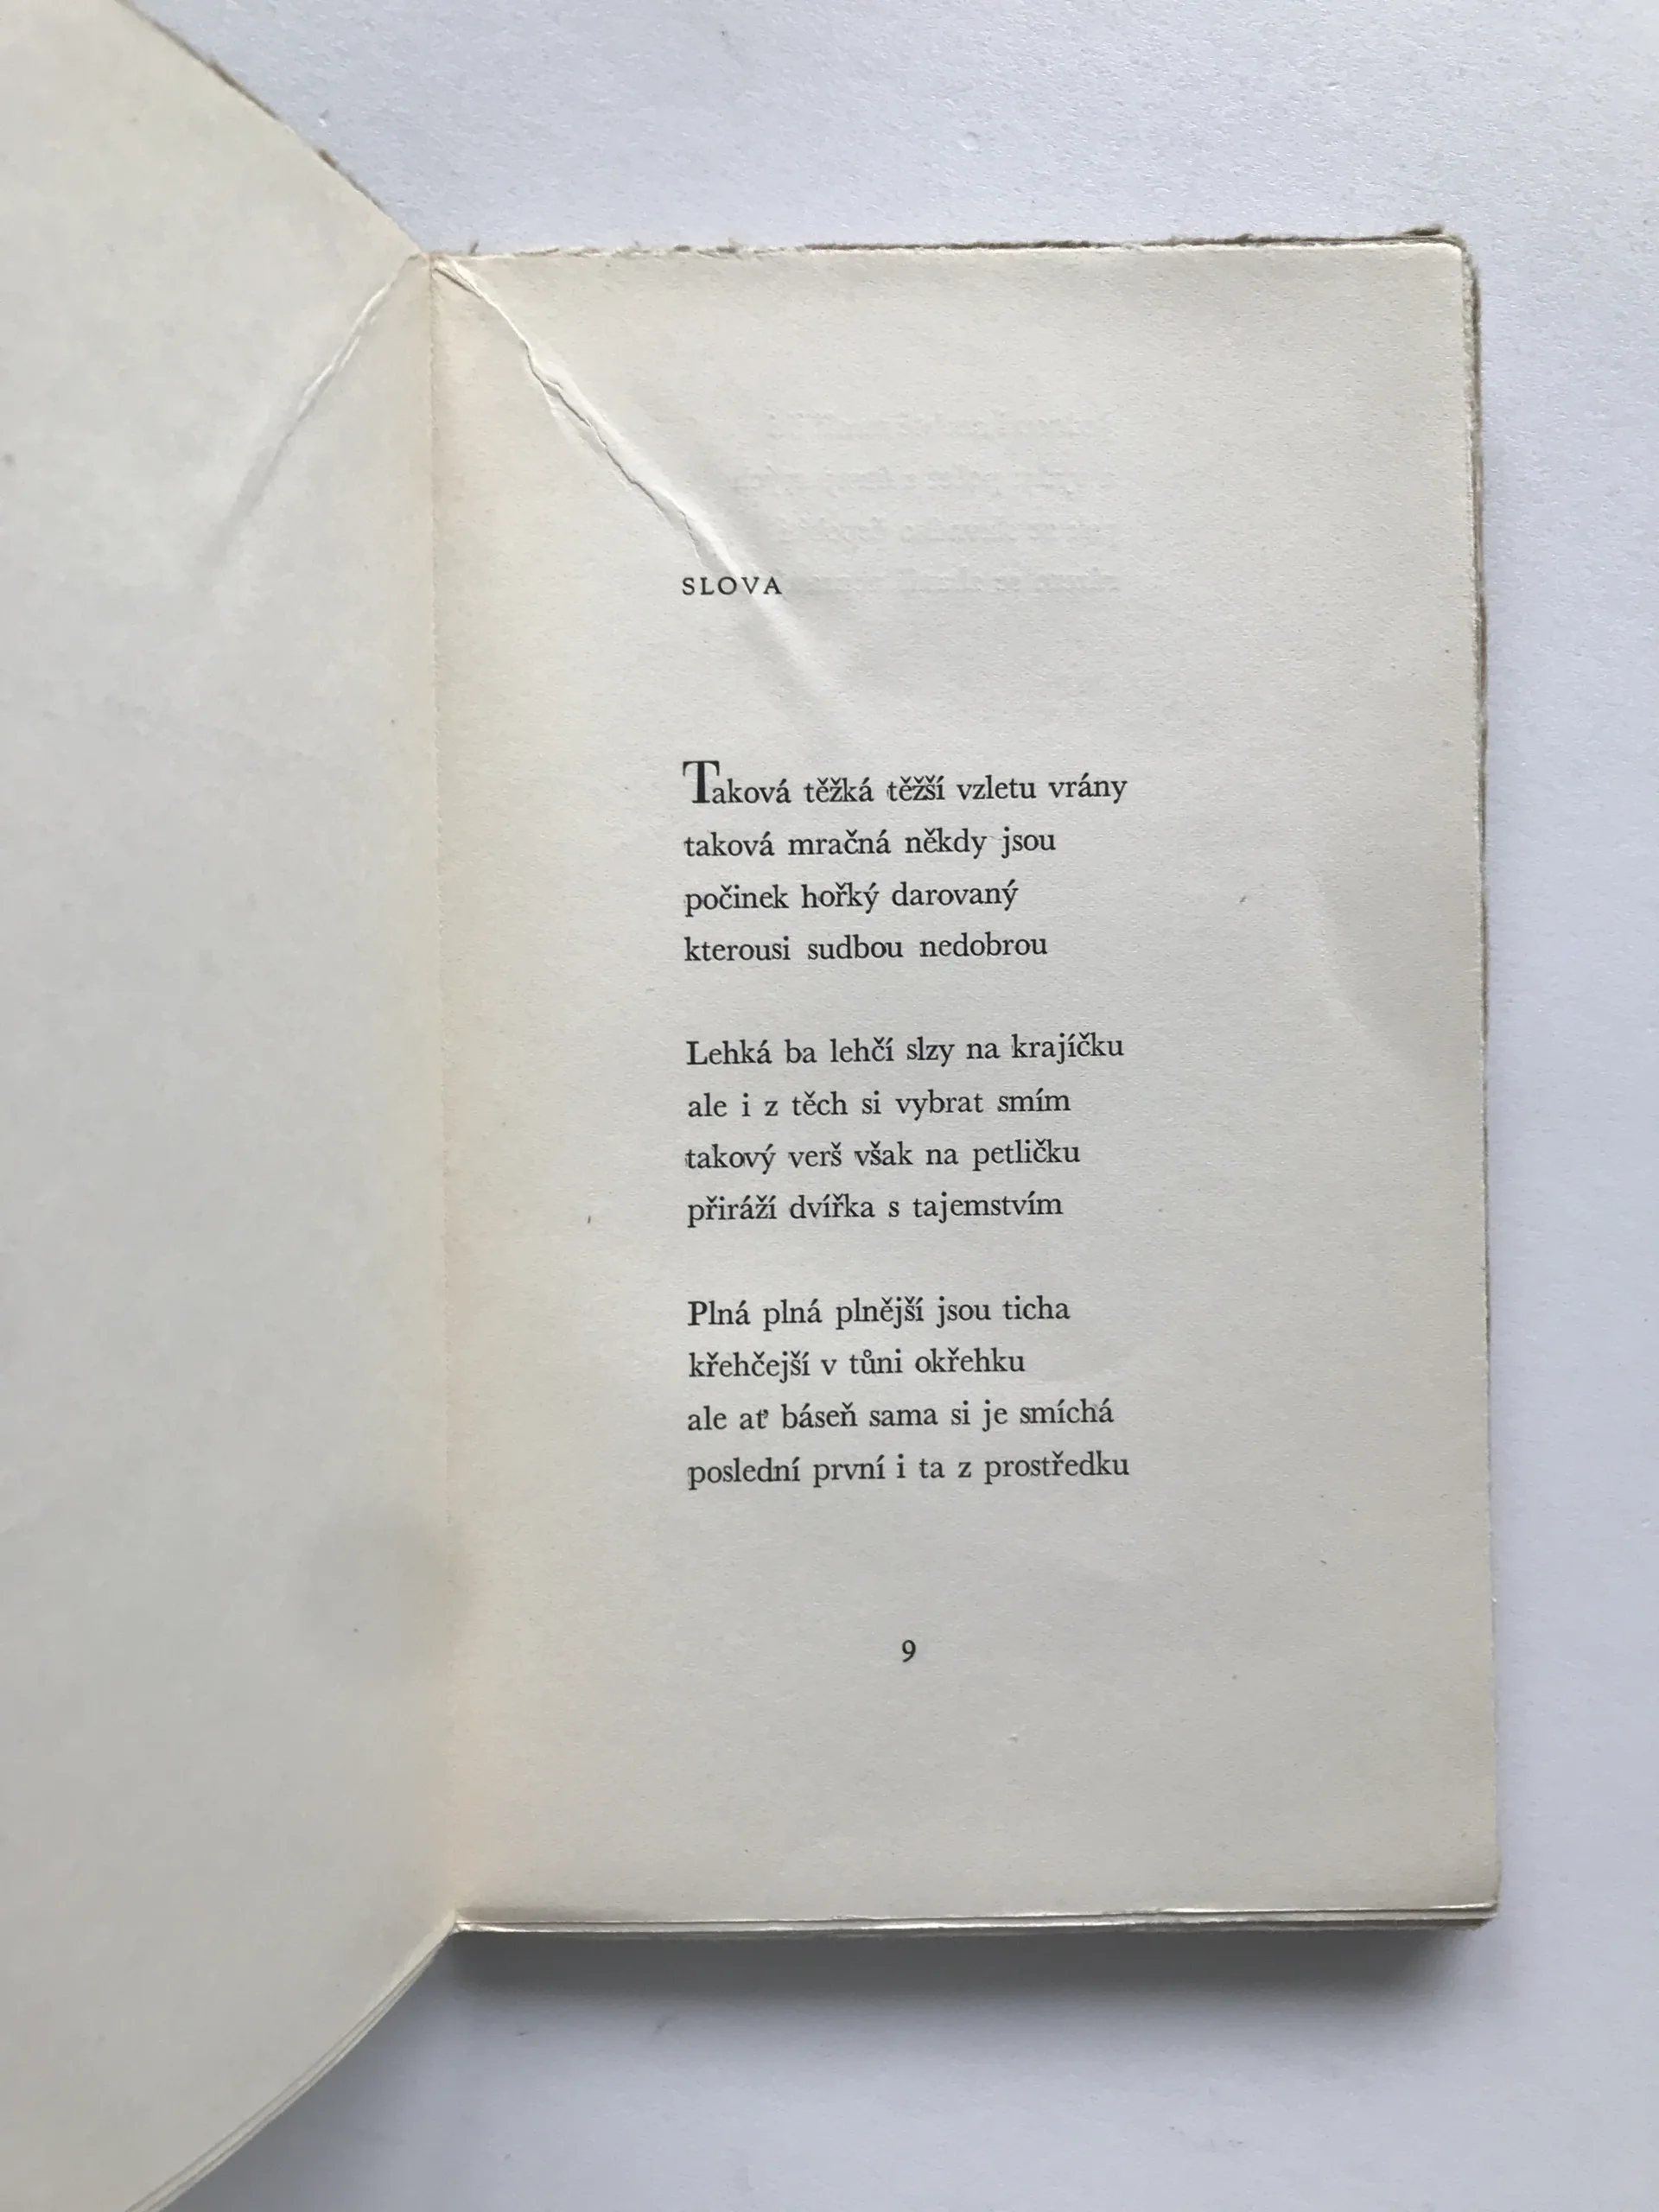 SLOVA
Taková těžká těžší vzletu vrány
taková mračná někdy jsou
počinek hořký darovaný
kterousi sudbou nedobrou
Lehká ba lehčí slzy na krajíčku
ale i z těch si vybrat smím
takový verš však na petličku
přiráží dvířka s tajemstvím
Plná plná plnější jsou ticha
křehčejší v tůni okřehku
ale ať báseň sama si je smíchá
poslední první i ta z prostředku
9